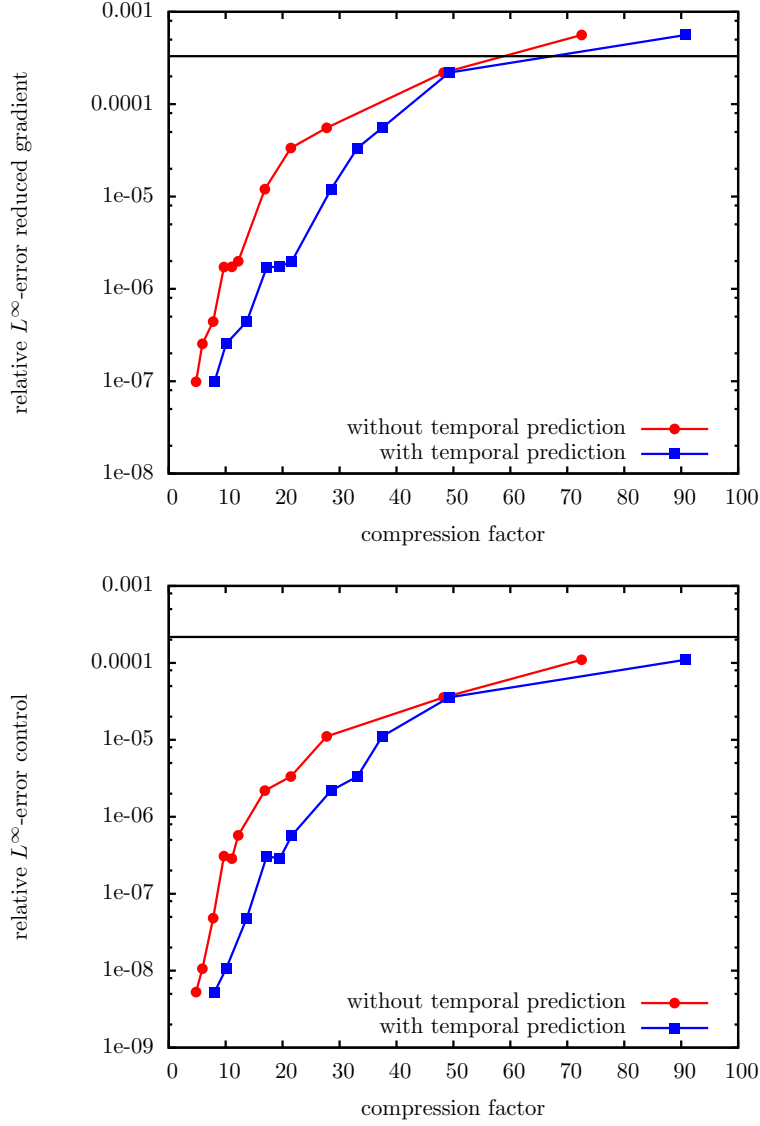 0.001
0.0001
1e-05
1e-06
1e-07
1e-08
relative L∞-error reduced gradient
without temporal prediction
with temporal prediction
0 10 20 30 40 50 60 70 80 90 100
compression factor
0.001
0.0001
1e-05
1e-06
1e-07
1e-08
1e-09
relative L∞-error control
without temporal prediction
with temporal prediction
0 10 20 30 40 50 60 70 80 90 100
compression factor